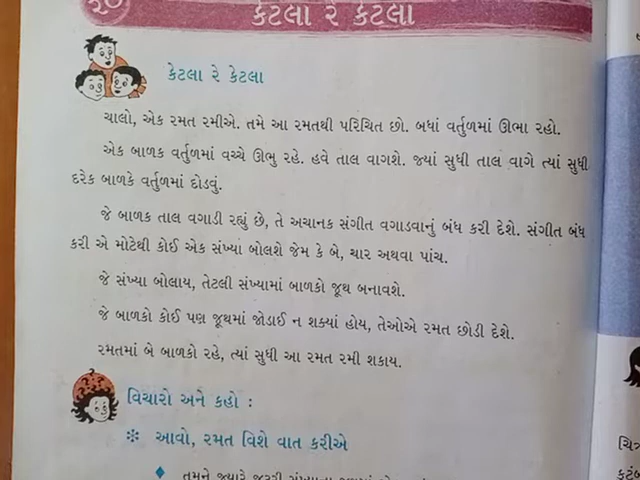 ૨૦
કેટલા રે કેટલા
કેટલા રે કેટલા
ચાલો, એક રમત રમીએ. તમે આ રમતથી પરિચિત છો. બધાં વર્તુળમાં ઊભા રહો.
એક બાળક વર્તુળમાં વચ્ચે ઊભુ રહે. હવે તાલ વાગશે. જ્યાં સુધી તાલ વાગે ત્યાં સુધી
દરેક બાળકે વર્તુળમાં દોડવું.
જે બાળક તાલ વગાડી રહ્યું છે, તે અચાનક સંગીત વગાડવાનું બંધ કરી દેશે. સંગીત બંધ
કરી એ મોટેથી કોઈ એક સંખ્યા બોલશે જેમ કે બે, ચાર અથવા પાંચ.
જે સંખ્યા બોલાય, તેટલી સંખ્યામાં બાળકો જૂથ બનાવશે.
જે બાળકો કોઈ પણ જૂથમાં જોડાઈ ન શક્યાં હોય, તેઓએ રમત છોડી દેશે.
રમતમાં બે બાળકો રહે, ત્યાં સુધી આ રમત રમી શકાય.
વિચારો અને કહો :
* આવો, રમત વિશે વાત કરીએ
તમને જ્યારે